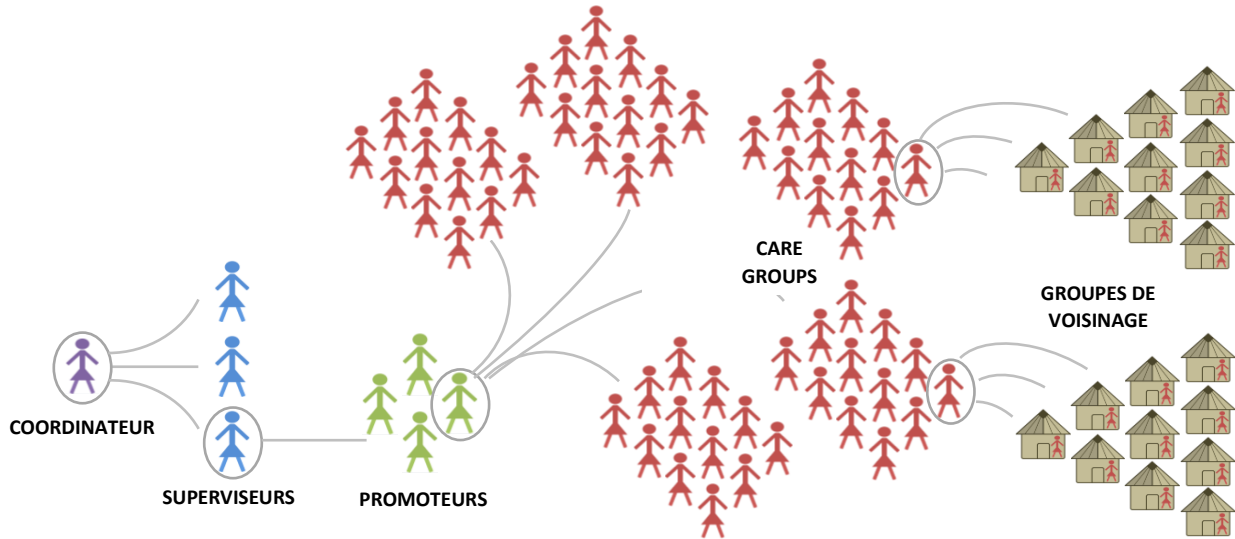 CARE
GROUPS
GROUPES DE
VOISINAGE
COORDINATEUR
SUPERVISEURS
PROMOTEURS